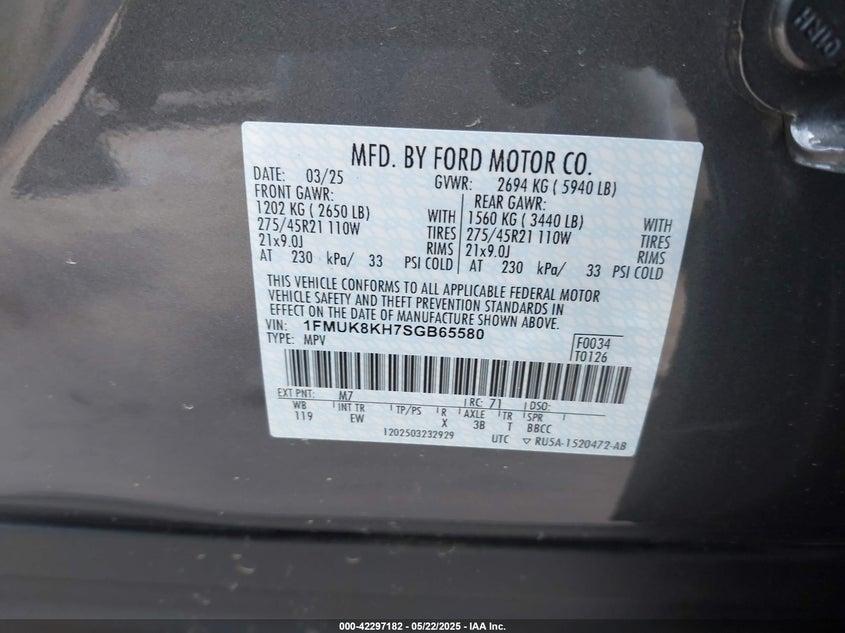 MFD. BY FORD MOTOR CO.
DATE: 03/25 GVWR: 2694 KG ( 5940 LB)
FRONT GAWR: REAR GAWR:
1202 KG ( 2650 LB) WITH 1560 KG ( 3440 LB) WITH
275/45R21 110W TIRES 275/45R21 110W TIRES
21x9.0J RIMS 21x9.0J RIMS
AT 230 kPa/ 33 PSI COLD AT 230 kPa/ 33 PSI COLD
THIS VEHICLE CONFORMS TO ALL APPLICABLE FEDERAL MOTOR
VEHICLE SAFETY AND THEFT PREVENTION STANDARDS IN
EFFECT ON THE DATE OF MANUFACTURE SHOWN ABOVE.
VIN: 1FMUK8KH7SGB65580
TYPE: MPV
F0034
T0126
EXT PNT: M7 RC: 71 DSO:
WB INT TR TP/PS R AXLE TR SPR
119 EW X 3B T BBCC
1202503232929 UTC ▽ RU5A-1520472-AB
000-42297182 - 05/22/2025 - IAA Inc.